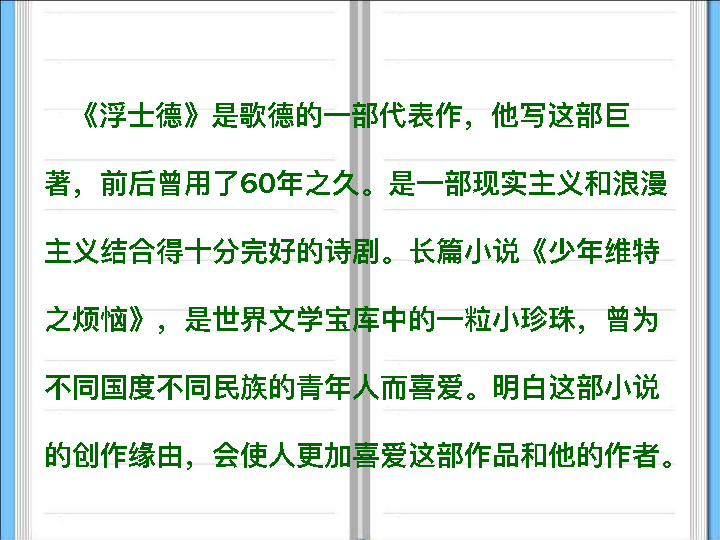 《浮士德》是歌德的一部代表作，他写这部巨
著，前后曾用了60年之久。是一部现实主义和浪漫
主义结合得十分完好的诗剧。长篇小说《少年维特
之烦恼》，是世界文学宝库中的一粒小珍珠，曾为
不同国度不同民族的青年人而喜爱。明白这部小说
的创作缘由，会使人更加喜爱这部作品和他的作者。